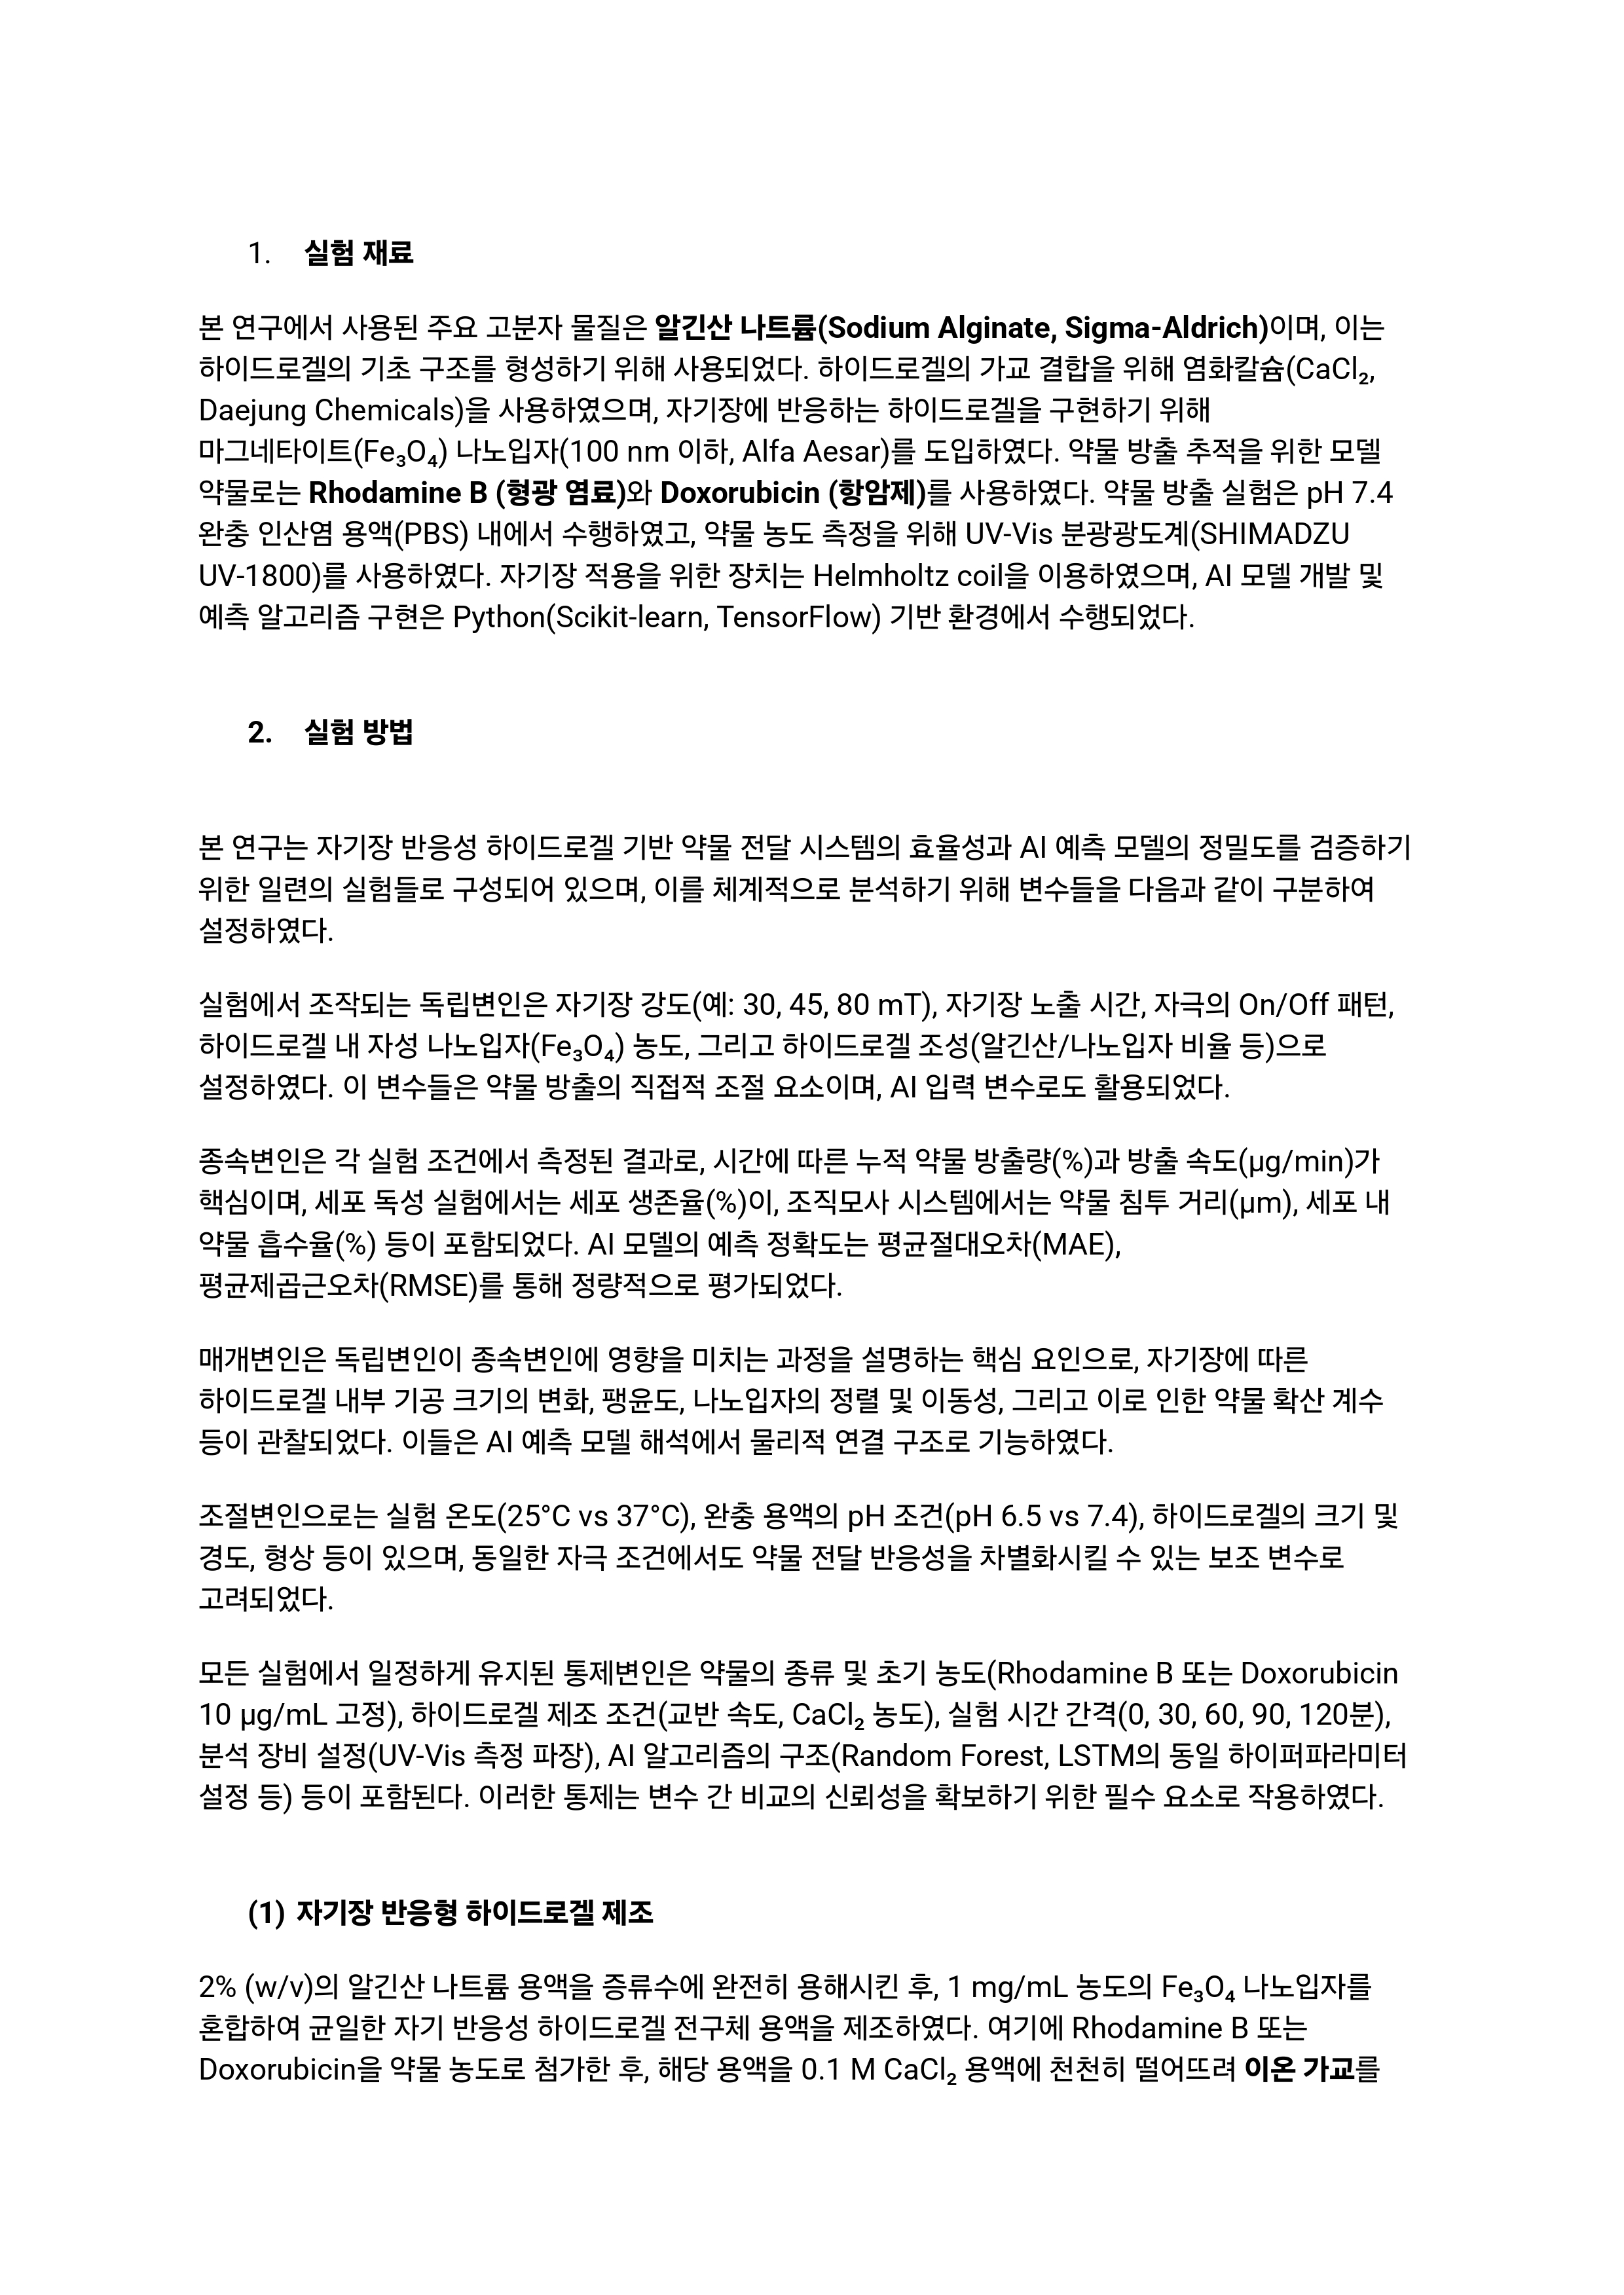 1. 실험 재료
본 연구에서 사용된 주요 고분자 물질은 알긴산 나트륨(Sodium Alginate, Sigma-Aldrich)이며, 이는
하이드로겔의 기초 구조를 형성하기 위해 사용되었다. 하이드로겔의 가교 결합을 위해 염화칼슘(CaCl₂,
Daejung Chemicals)을 사용하였으며, 자기장에 반응하는 하이드로겔을 구현하기 위해
마그네타이트(Fe₃O₄) 나노입자(100 nm 이하, Alfa Aesar)를 도입하였다. 약물 방출 추적을 위한 모델
약물로는 Rhodamine B (형광 염료)와 Doxorubicin (항암제)를 사용하였다. 약물 방출 실험은 pH 7.4
완충 인산염 용액(PBS) 내에서 수행하였고, 약물 농도 측정을 위해 UV-Vis 분광광도계(SHIMADZU
UV-1800)를 사용하였다. 자기장 적용을 위한 장치는 Helmholtz coil을 이용하였으며, AI 모델 개발 및
예측 알고리즘 구현은 Python(Scikit-learn, TensorFlow) 기반 환경에서 수행되었다.
2. 실험 방법
본 연구는 자기장 반응성 하이드로겔 기반 약물 전달 시스템의 효율성과 AI 예측 모델의 정밀도를 검증하기
위한 일련의 실험들로 구성되어 있으며, 이를 체계적으로 분석하기 위해 변수들을 다음과 같이 구분하여
설정하였다.
실험에서 조작되는 독립변인은 자기장 강도(예: 30, 45, 80 mT), 자기장 노출 시간, 자극의 On/Off 패턴,
하이드로겔 내 자성 나노입자(Fe₃O₄) 농도, 그리고 하이드로겔 조성(알긴산/나노입자 비율 등)으로
설정하였다. 이 변수들은 약물 방출의 직접적 조절 요소이며, AI 입력 변수로도 활용되었다.
종속변인은 각 실험 조건에서 측정된 결과로, 시간에 따른 누적 약물 방출량(%)과 방출 속도(μg/min)가
핵심이며, 세포 독성 실험에서는 세포 생존율(%)이, 조직모사 시스템에서는 약물 침투 거리(μm), 세포 내
약물 흡수율(%) 등이 포함되었다. AI 모델의 예측 정확도는 평균절대오차(MAE),
평균제곱근오차(RMSE)를 통해 정량적으로 평가되었다.
매개변인은 독립변인이 종속변인에 영향을 미치는 과정을 설명하는 핵심 요인으로, 자기장에 따른
하이드로겔 내부 기공 크기의 변화, 팽윤도, 나노입자의 정렬 및 이동성, 그리고 이로 인한 약물 확산 계수
등이 관찰되었다. 이들은 AI 예측 모델 해석에서 물리적 연결 구조로 기능하였다.
조절변인으로는 실험 온도(25°C vs 37°C), 완충 용액의 pH 조건(pH 6.5 vs 7.4), 하이드로겔의 크기 및
경도, 형상 등이 있으며, 동일한 자극 조건에서도 약물 전달 반응성을 차별화시킬 수 있는 보조 변수로
고려되었다.
모든 실험에서 일정하게 유지된 통제변인은 약물의 종류 및 초기 농도(Rhodamine B 또는 Doxorubicin
10 μg/mL 고정), 하이드로겔 제조 조건(교반 속도, CaCl₂ 농도), 실험 시간 간격(0, 30, 60, 90, 120분),
분석 장비 설정(UV-Vis 측정 파장), AI 알고리즘의 구조(Random Forest, LSTM의 동일 하이퍼파라미터
설정 등) 등이 포함된다. 이러한 통제는 변수 간 비교의 신뢰성을 확보하기 위한 필수 요소로 작용하였다.
(1) 자기장 반응형 하이드로겔 제조
2% (w/v)의 알긴산 나트륨 용액을 증류수에 완전히 용해시킨 후, 1 mg/mL 농도의 Fe₃O₄ 나노입자를
혼합하여 균일한 자기 반응성 하이드로겔 전구체 용액을 제조하였다. 여기에 Rhodamine B 또는
Doxorubicin을 약물 농도로 첨가한 후, 해당 용액을 0.1 M CaCl₂ 용액에 천천히 떨어뜨려 이온 가교를